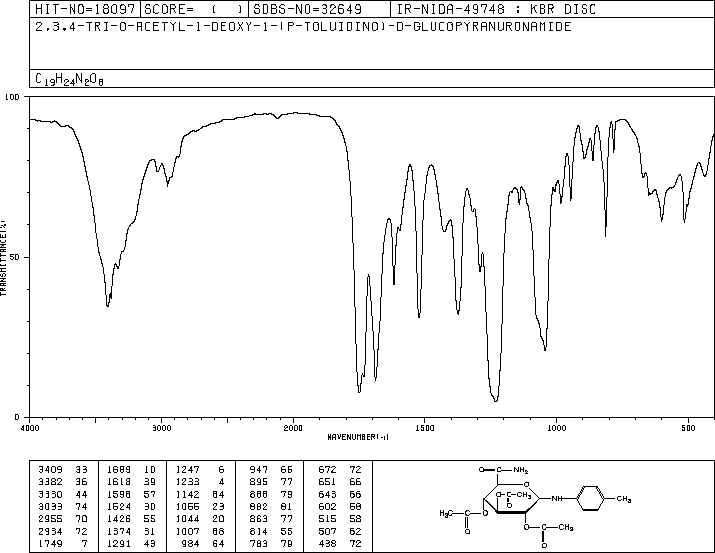 HIT-NO=18097 SCORE= ( ) SDBS-NO=32649 IR-NIDA-49748 : KBR DISC
2,3,4-TRI-O-ACETYL-1-DEOXY-1-(P-TOLUIDINO)-D-GLUCOPYRANURONAMIDE
C19H24N2O8
100
50
0
TRANSMITTANCE(%)
4000 3000 2000 1500 1000 500
WAVENUMBER(-1)
3409 33 1689 10 1247 6 947 66 672 72
3382 36 1618 39 1233 4 895 77 651 66
3330 44 1598 57 1142 64 888 79 643 66
3039 74 1524 30 1066 23 882 81 602 58
2955 70 1426 55 1044 20 863 77 515 58
2934 72 1374 31 1007 68 814 55 507 62
1749 7 1291 43 984 64 783 79 438 72
O C NH2
O
O C CH3
O
NH
CH3
H3C C O
O
O C CH3
O